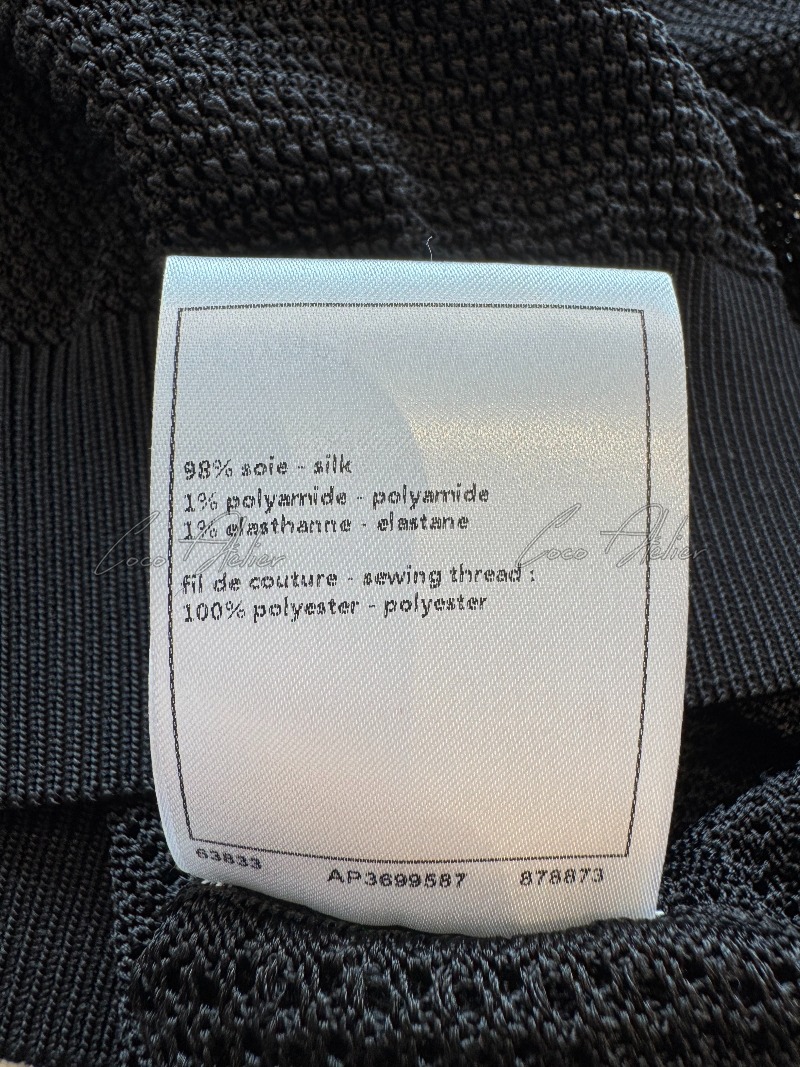 98% soie - silk
1% polyamide - polyamide
1% elasthanne - elastane
Coco Atelier Coco Atelier
fil de couture - sewing thread :
100% polyester - polyester
63833 AP3699587 878873